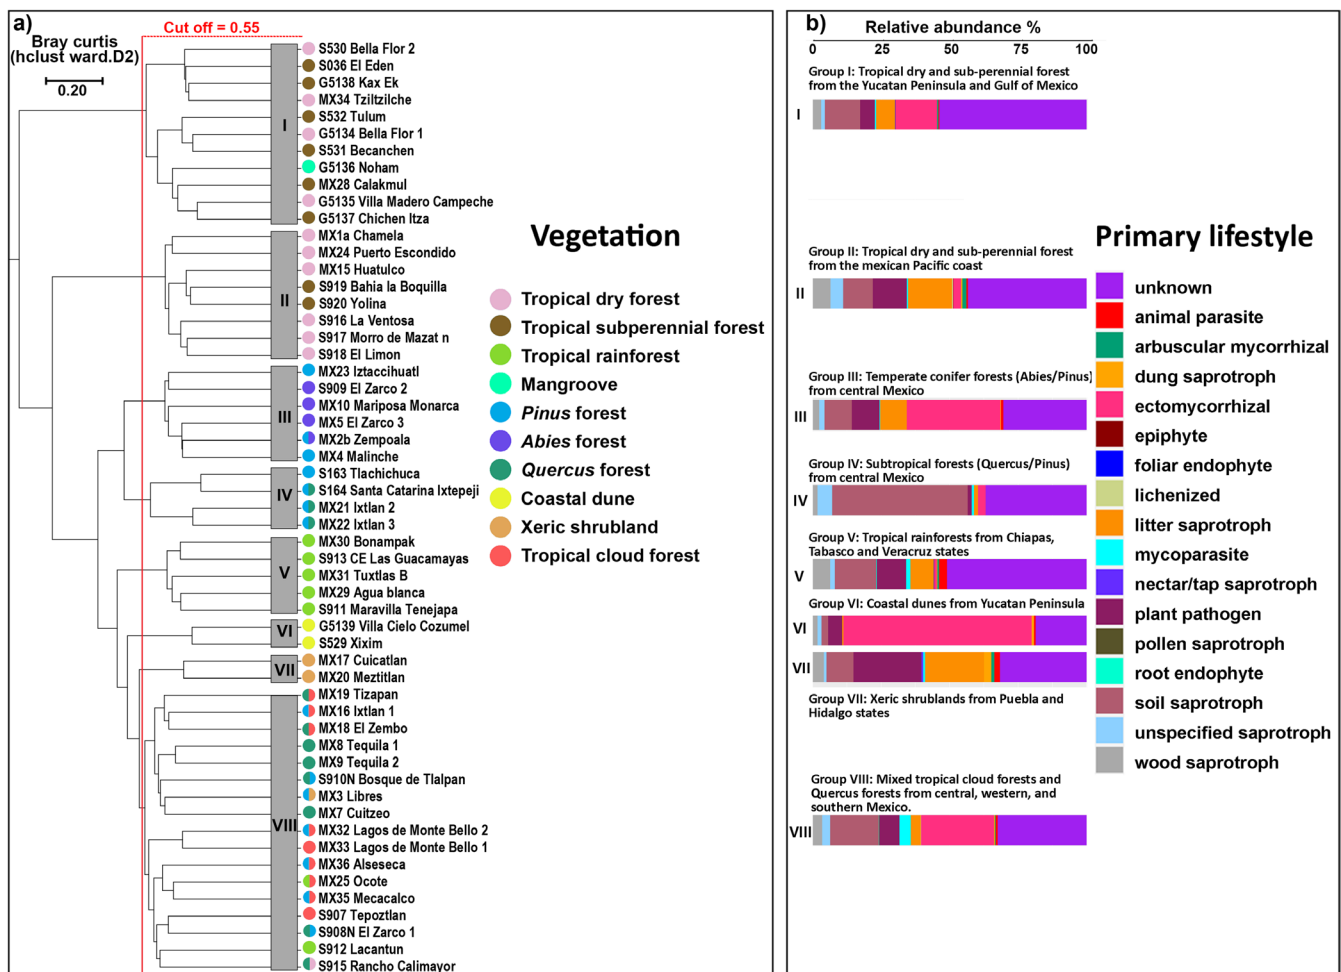 a)
Cut off = 0.55
Bray curtis
(hclust ward.D2)
0.20
I
II
III
IV
V
VI
VII
VIII
S530 Bella Flor 2
S036 El Eden
G5138 Kax Ek
MX34 Tziltzilche
S532 Tulum
G5134 Bella Flor 1
S531 Becanchen
G5136 Noham
MX28 Calakmul
G5135 Villa Madero Campeche
G5137 Chichen Itza
MX1a Chamela
MX24 Puerto Escondido
MX15 Huatulco
S919 Bahia la Boquilla
S920 Yolina
S916 La Ventosa
S917 Morro de Mazat n
S918 El Limon
MX23 Iztaccihuatl
S909 El Zarco 2
MX10 Mariposa Monarca
MX5 El Zarco 3
MX2b Zempoala
MX4 Malinche
S163 Tlachichuca
S164 Santa Catarina Ixtepeji
MX21 Ixtlan 2
MX22 Ixtlan 3
MX30 Bonampak
S913 CE Las Guacamayas
MX31 Tuxtlas B
MX29 Agua blanca
S911 Maravilla Tenejapa
G5139 Villa Cielo Cozumel
S529 Xixim
MX17 Cuicatlan
MX20 Meztitlan
MX19 Tizapan
MX16 Ixtlan 1
MX18 El Zembo
MX8 Tequila 1
MX9 Tequila 2
S910N Bosque de Tlalpan
MX3 Libres
MX7 Cuitzeo
MX32 Lagos de Monte Bello 2
MX33 Lagos de Monte Bello 1
MX36 Alseseca
MX25 Ocote
MX35 Mecacalco
S907 Tepoztlan
S908N El Zarco 1
S912 Lacantun
S915 Rancho Calimayor
Vegetation
Tropical dry forest
Tropical subperennial forest
Tropical rainforest
Mangroove
Pinus forest
Abies forest
Quercus forest
Coastal dune
Xeric shrubland
Tropical cloud forest
b)
Relative abundance %
0 25 50 75 100
Group I: Tropical dry and sub-perennial forest
from the Yucatan Peninsula and Gulf of Mexico
I
Group II: Tropical dry and sub-perennial forest
from the mexican Pacific coast
II
Group III: Temperate conifer forests (Abies/Pinus)
from central Mexico
III
Group IV: Subtropical forests (Quercus/Pinus)
from central Mexico
IV
Group V: Tropical rainforests from Chiapas,
Tabasco and Veracruz states
V
Group VI: Coastal dunes from Yucatan Peninsula
VI
VII
Group VII: Xeric shrublands from Puebla and
Hidalgo states
Group VIII: Mixed tropical cloud forests and
Quercus forests from central, western, and
southern Mexico.
VIII
Primary lifestyle
unknown
animal parasite
arbuscular mycorrhizal
dung saprotroph
ectomycorrhizal
epiphyte
foliar endophyte
lichenized
litter saprotroph
mycoparasite
nectar/tap saprotroph
plant pathogen
pollen saprotroph
root endophyte
soil saprotroph
unspecified saprotroph
wood saprotroph